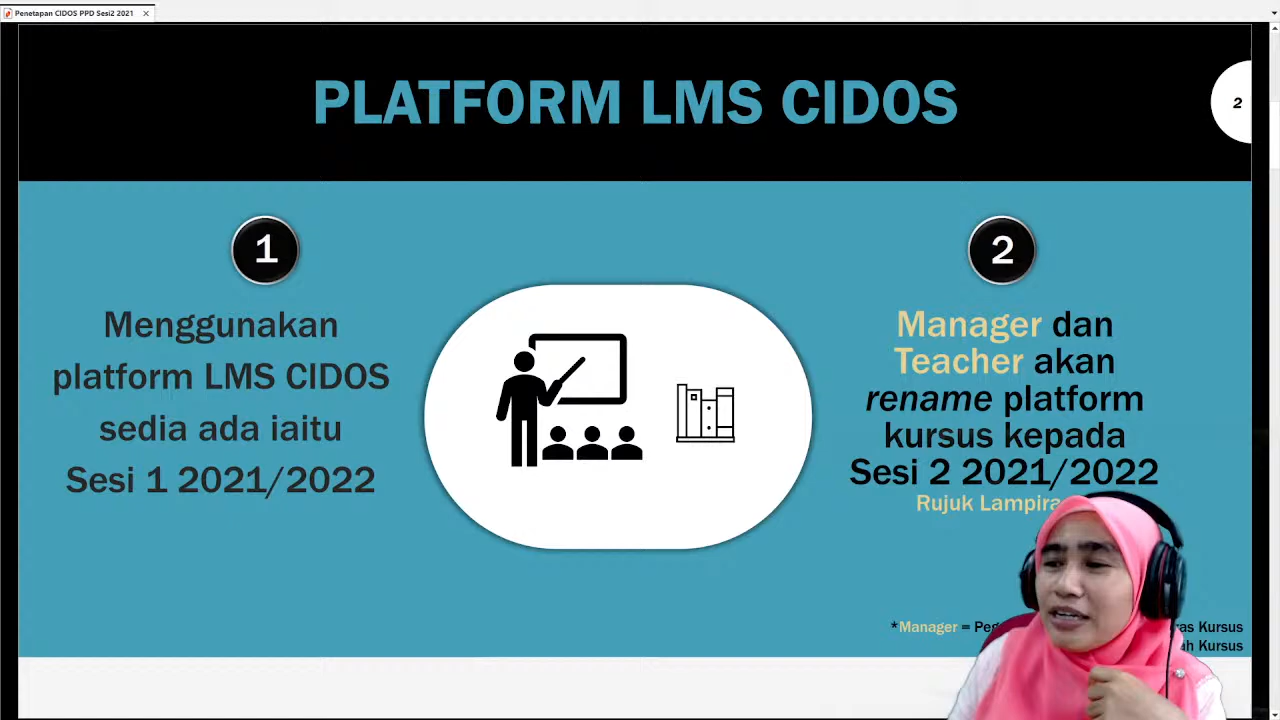 Penetapan CIDOS PPD Sesi2 2021
PLATFORM LMS CIDOS
2
1
Menggunakan
platform LMS CIDOS
sedia ada iaitu
Sesi 1 2021/2022
2
Manager dan
Teacher akan
rename platform
kursus kepada
Sesi 2 2021/2022
Rujuk
*Manager = Kursus
Kursus